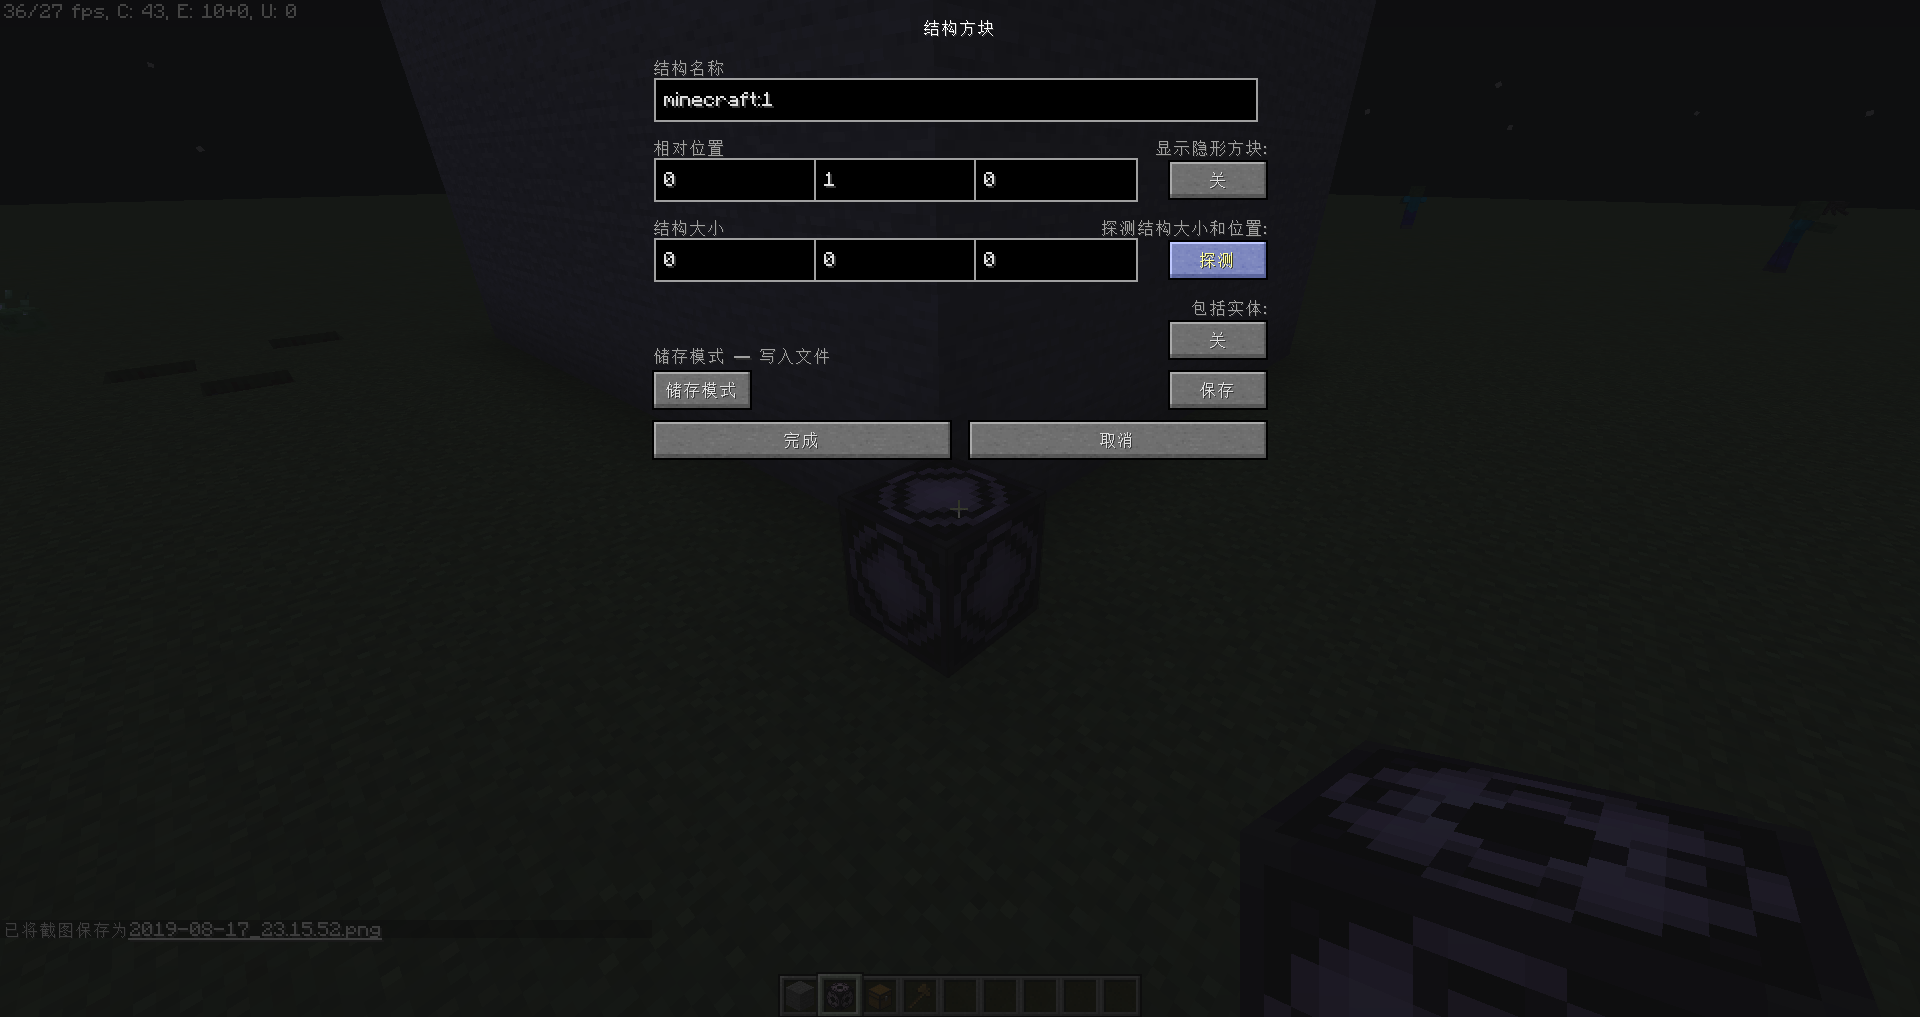 36/27 fps, C: 43, E: 10+0, U: 0
结构方块
结构名称
minecraft:1
相对位置
显示隐形方块:
0 1 0
关
结构大小
探测结构大小和位置:
0 0 0
探测
包括实体:
关
储存模式 — 写入文件
储存模式
保存
完成
取消
已将截图保存为2019-08-17_23.15.52.png